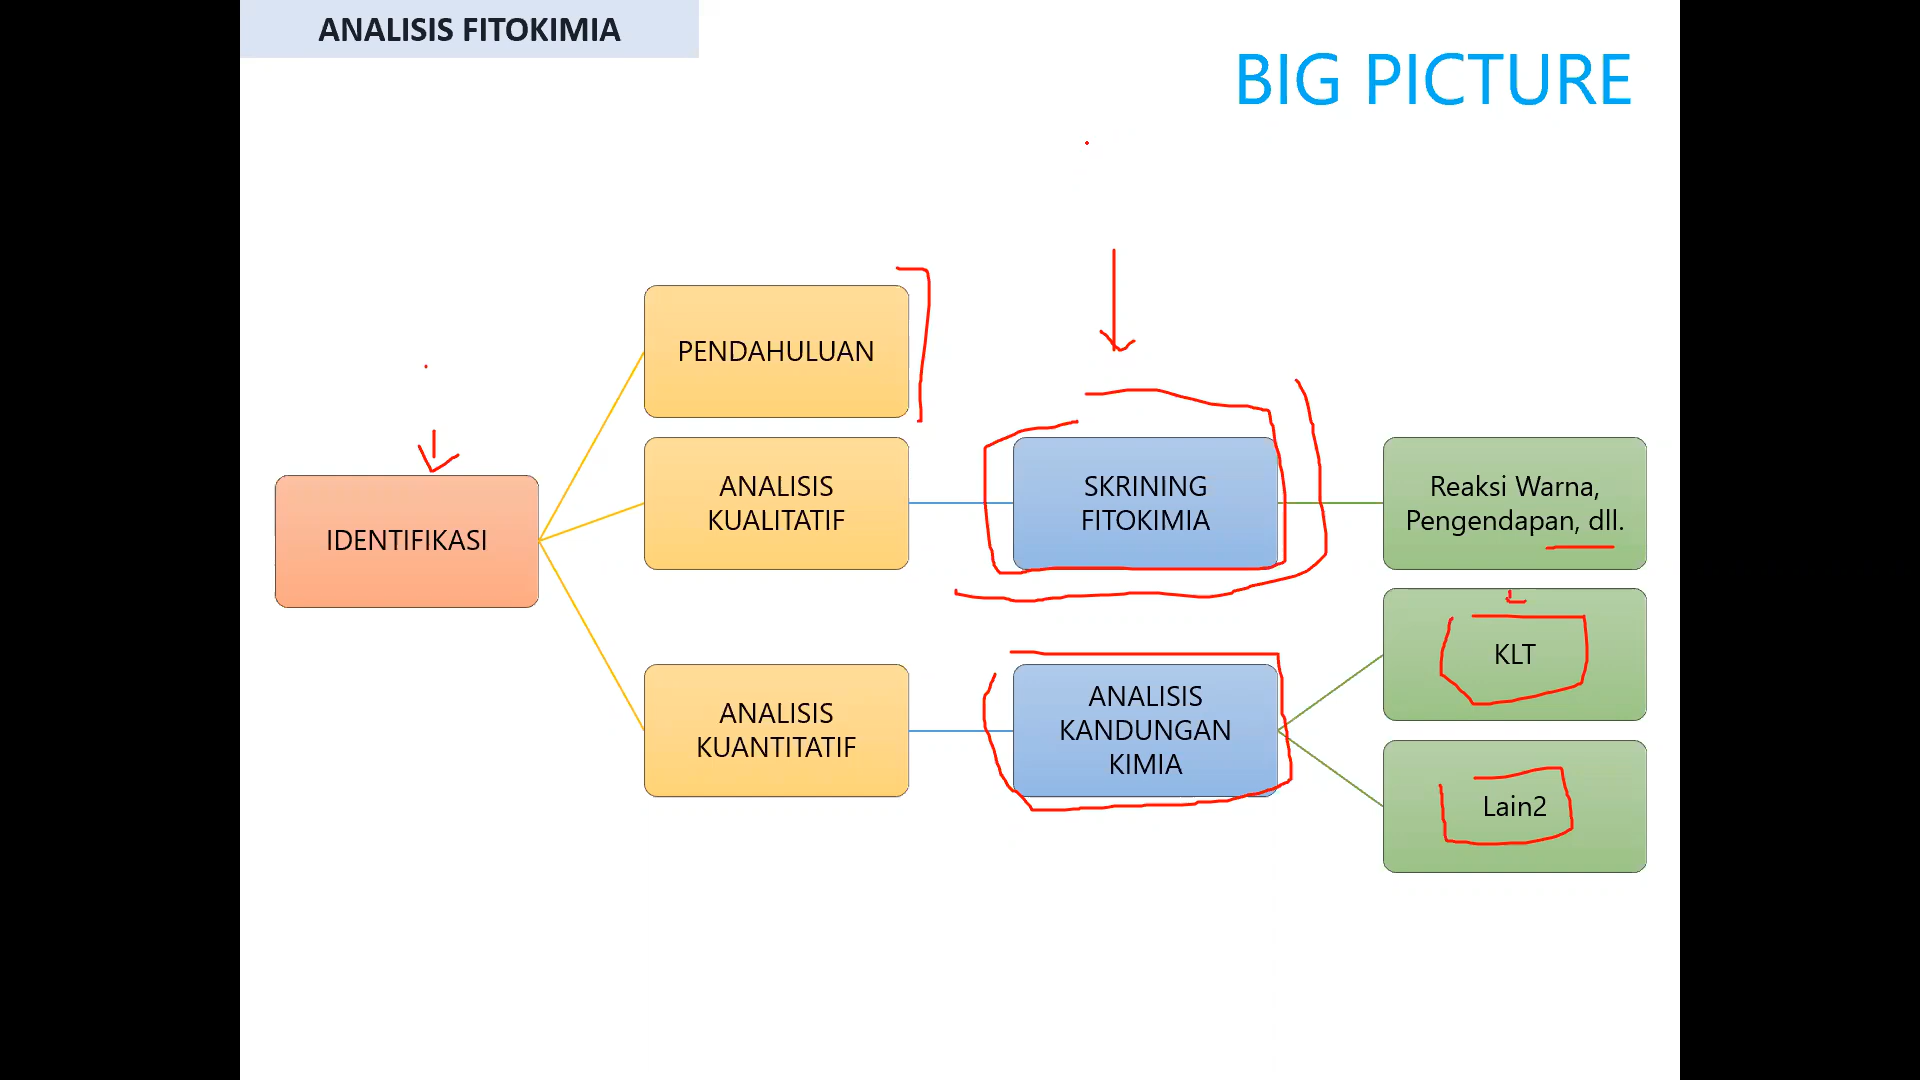 ANALISIS FITOKIMIA
BIG PICTURE
IDENTIFIKASI
PENDAHULUAN
ANALISIS
KUALITATIF
SKRINING
FITOKIMIA
Reaksi Warna,
Pengendapan, dll.
ANALISIS
KUANTITATIF
ANALISIS
KANDUNGAN
KIMIA
KLT
Lain2